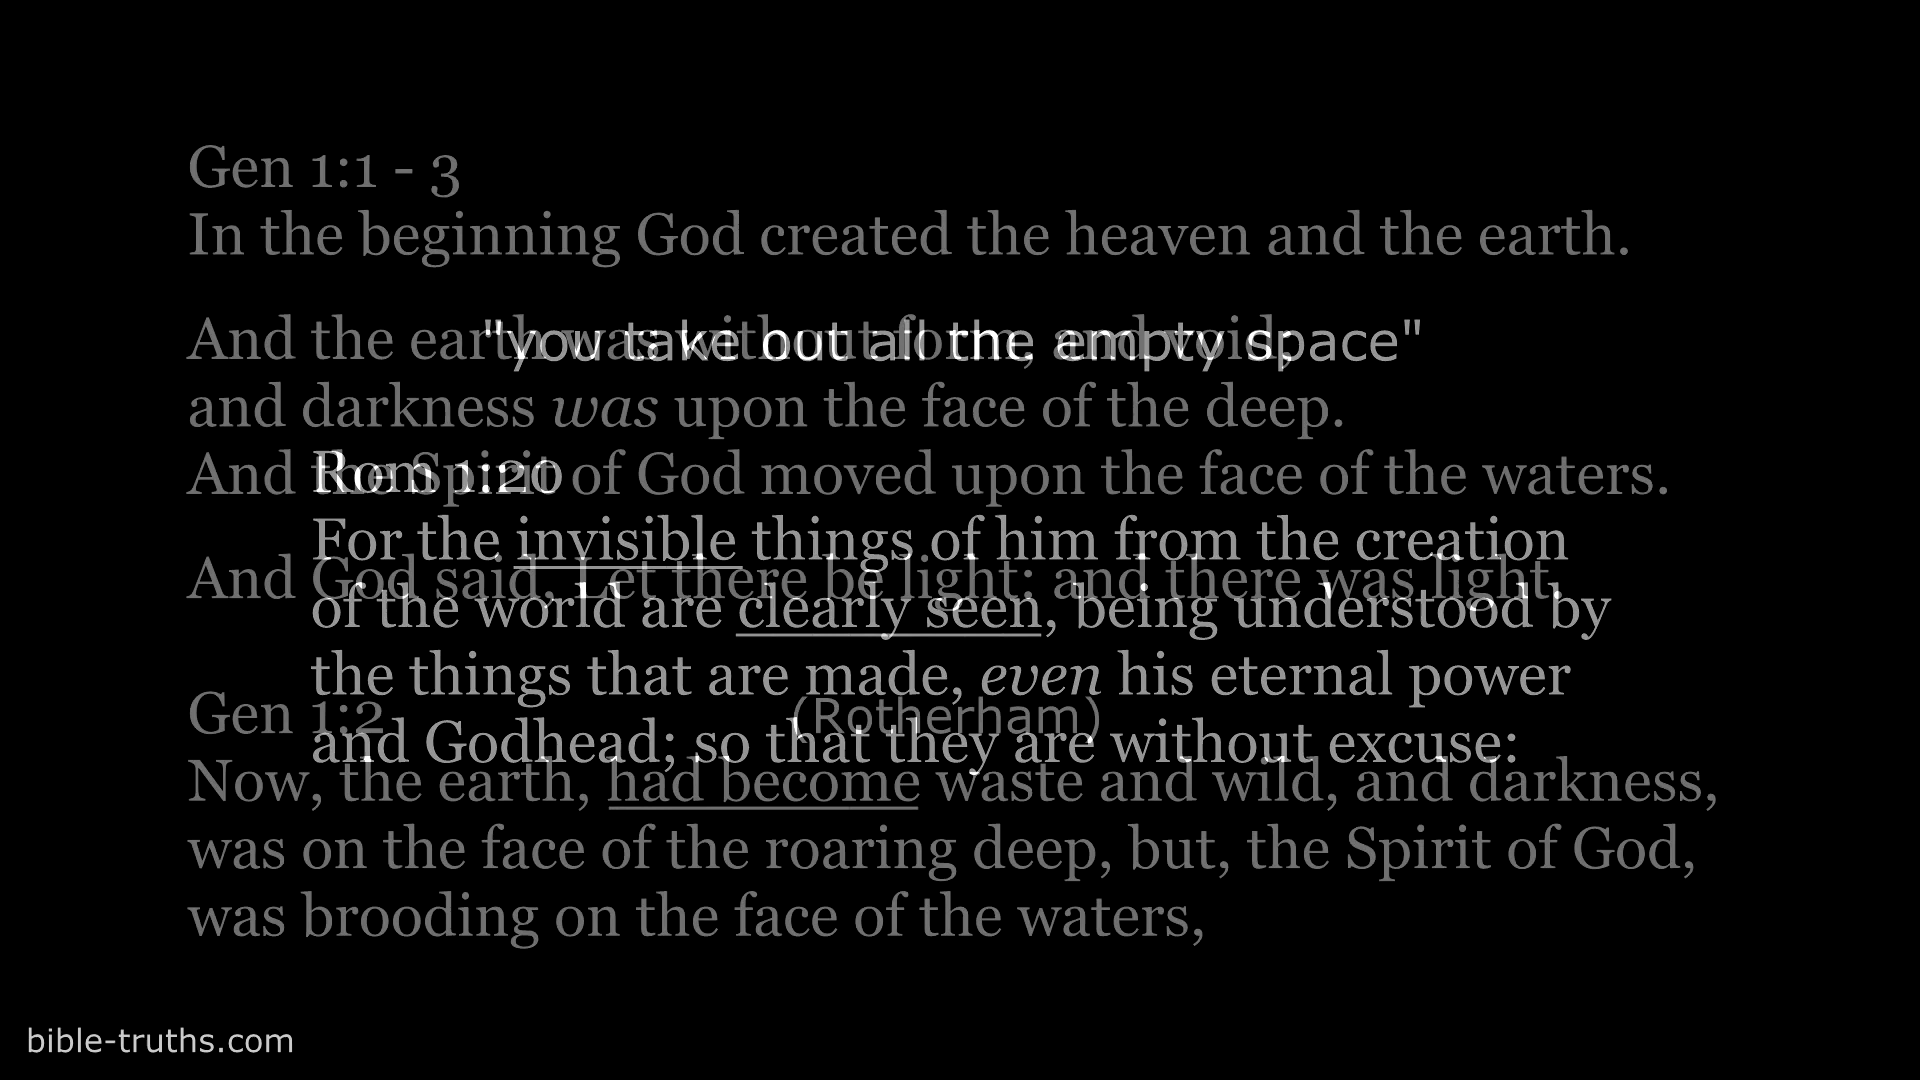 Gen 1:1 - 3
In the beginning God created the heaven and the earth.
And the earth was without form, and void;
"you take out all the empty space"
and darkness was upon the face of the deep.
And the Spirit of God moved upon the face of the waters.
Rom 1:20
For the invisible things of him from the creation
And God said, Let there be light: and there was light.
of the world are clearly seen, being understood by
the things that are made, even his eternal power
Gen 1:2 (Rotherham)
and Godhead; so that they are without excuse:
Now, the earth, had become waste and wild, and darkness,
was on the face of the roaring deep, but, the Spirit of God,
was brooding on the face of the waters,
bible-truths.com